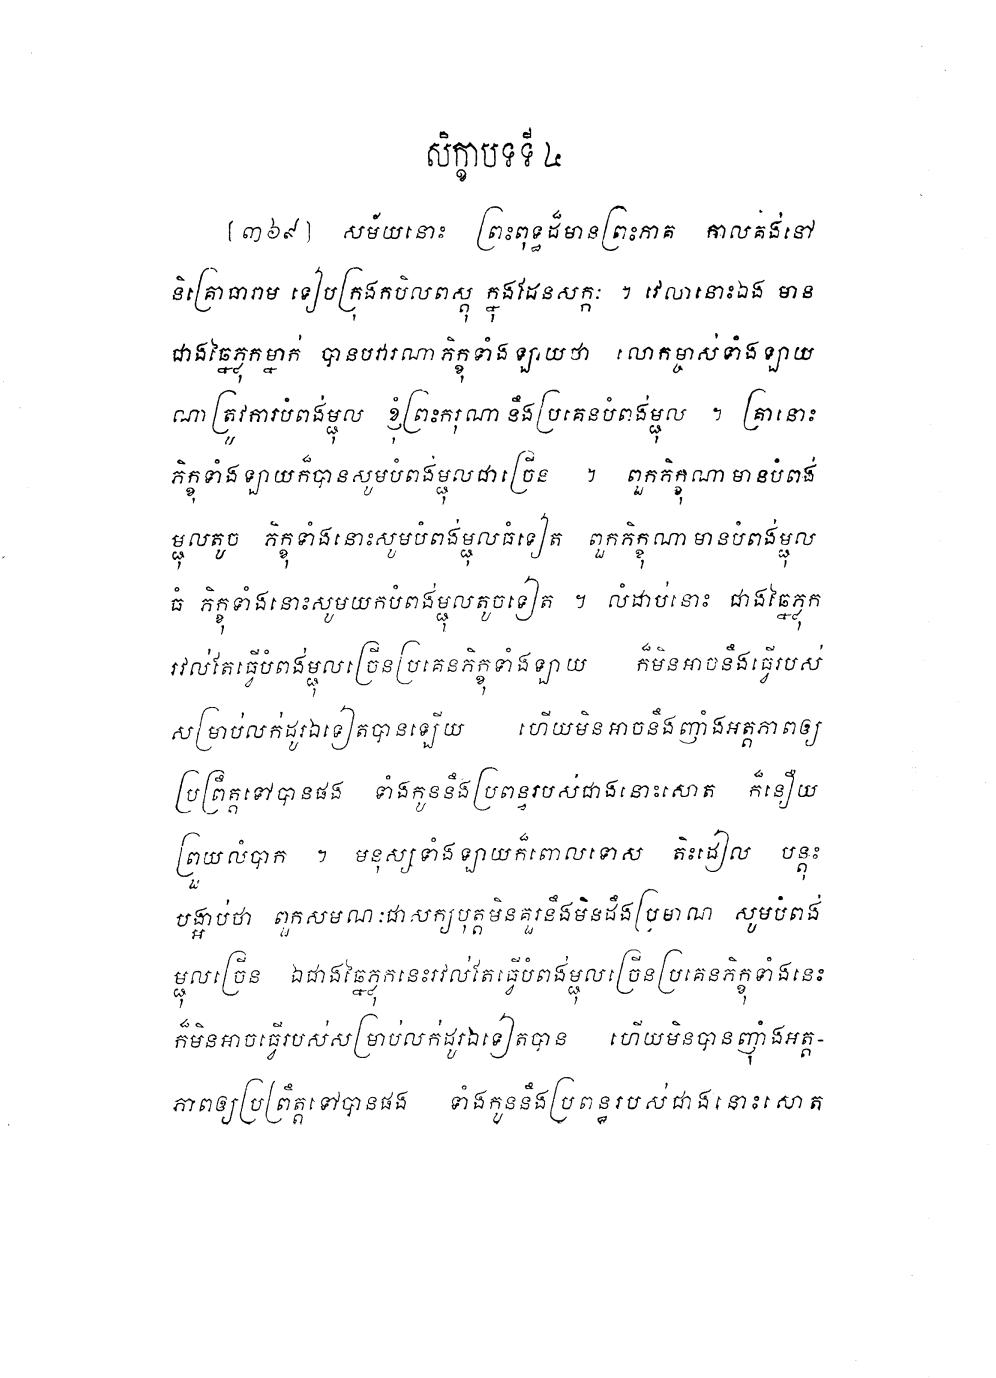 សិក្ខាបទទី ៤
[៣៦៩] សម័យនោះ ព្រះពុទ្ធដ៏មានព្រះភាគ កាលគង់នៅ
និគ្រោធារាម ទៀបក្រុងកបិលពស្តុ ក្នុងដែនសក្កៈ ។ វេលានោះឯង មាន
ជាងឆ្នៃភ្លុកម្នាក់ បានបវារណាភិក្ខុទាំងឡាយថា លោកម្ចាស់ទាំងឡាយ
ណាត្រូវការបំពង់ម្ជុល ខ្ញុំព្រះករុណានឹងប្រគេនបំពង់ម្ជុល ។ គ្រានោះ
ភិក្ខុទាំងឡាយក៏បានសូមបំពង់ម្ជុលជាច្រើន ។ ពួកភិក្ខុណាមានបំពង់
ម្ជុលតូច ភិក្ខុទាំងនោះសូមបំពង់ម្ជុលធំទៀត ពួកភិក្ខុណាមានបំពង់ម្ជុល
ធំ ភិក្ខុទាំងនោះសូមយកបំពង់ម្ជុលតូចទៀត ។ លំដាប់នោះ ជាងឆ្នៃភ្លុក
រវល់តែធ្វើបំពង់ម្ជុលច្រើនប្រគេនភិក្ខុទាំងឡាយ ក៏មិនអាចនឹងធ្វើរបស់
សម្រាប់លក់ដូរឯទៀតបានឡើយ ហើយមិនអាចនឹងញ៉ាំងអត្តភាពឲ្យ
ប្រព្រឹត្តទៅបានផង ទាំងកូននឹងប្រពន្ធរបស់ជាងនោះសោត ក៏នឿយ
ព្រួយលំបាក ។ មនុស្សទាំងឡាយក៏ពោលទោស តិះដៀល បន្តុះ
បង្អាប់ថា ពួកសមណៈជាសក្យបុត្តមិនគួរនឹងមិនដឹងប្រមាណ សូមបំពង់
ម្ជុលច្រើន ឯជាងឆ្នៃភ្លុកនេះរវល់តែធ្វើបំពង់ម្ជុលច្រើនប្រគេនភិក្ខុទាំងនេះ
ក៏មិនអាចធ្វើរបស់សម្រាប់លក់ដូរឯទៀតបាន ហើយមិនបានញ៉ាំងអត្ត-
ភាពឲ្យប្រព្រឹត្តទៅបានផង ទាំងកូននឹងប្រពន្ធរបស់ជាងនោះសោត